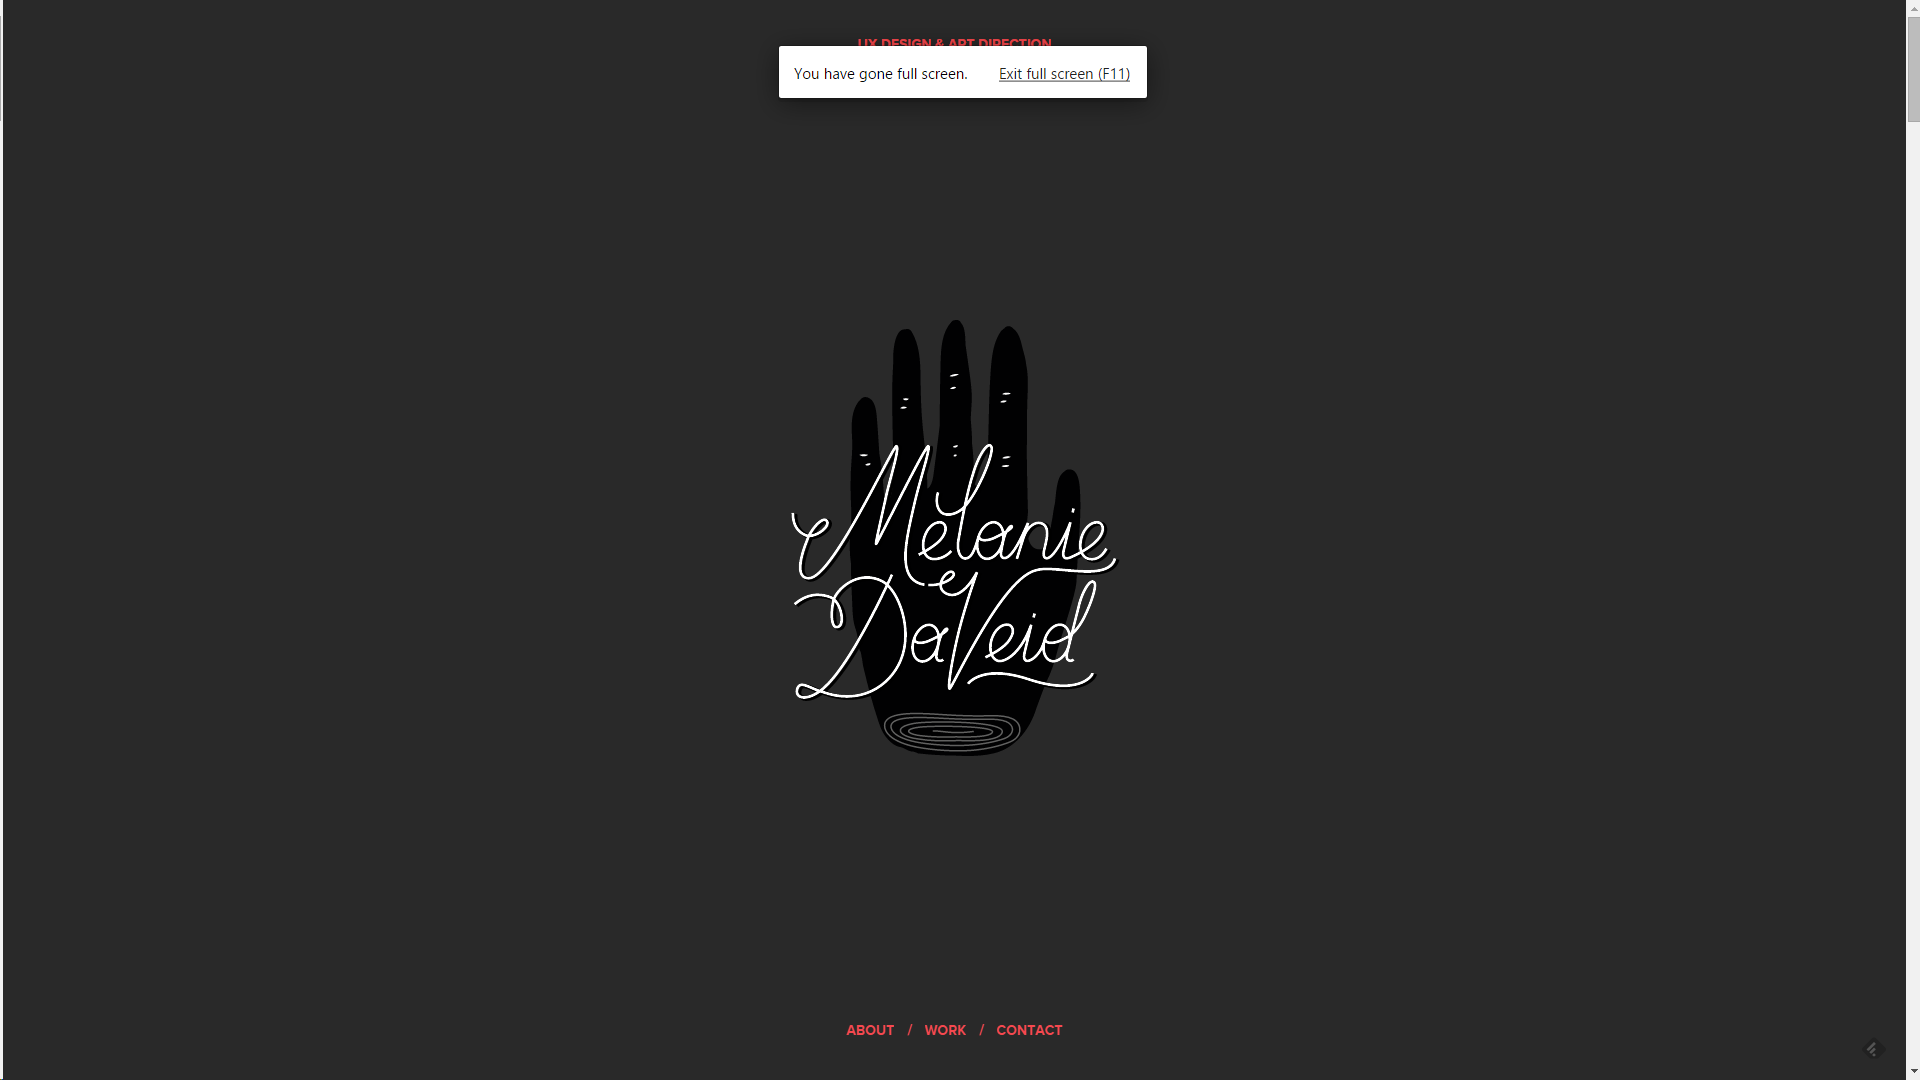 UX DESIGN & ART DIRECTION
You have gone full screen. Exit full screen (F11)
Melanie
DaVeid
ABOUT / WORK / CONTACT